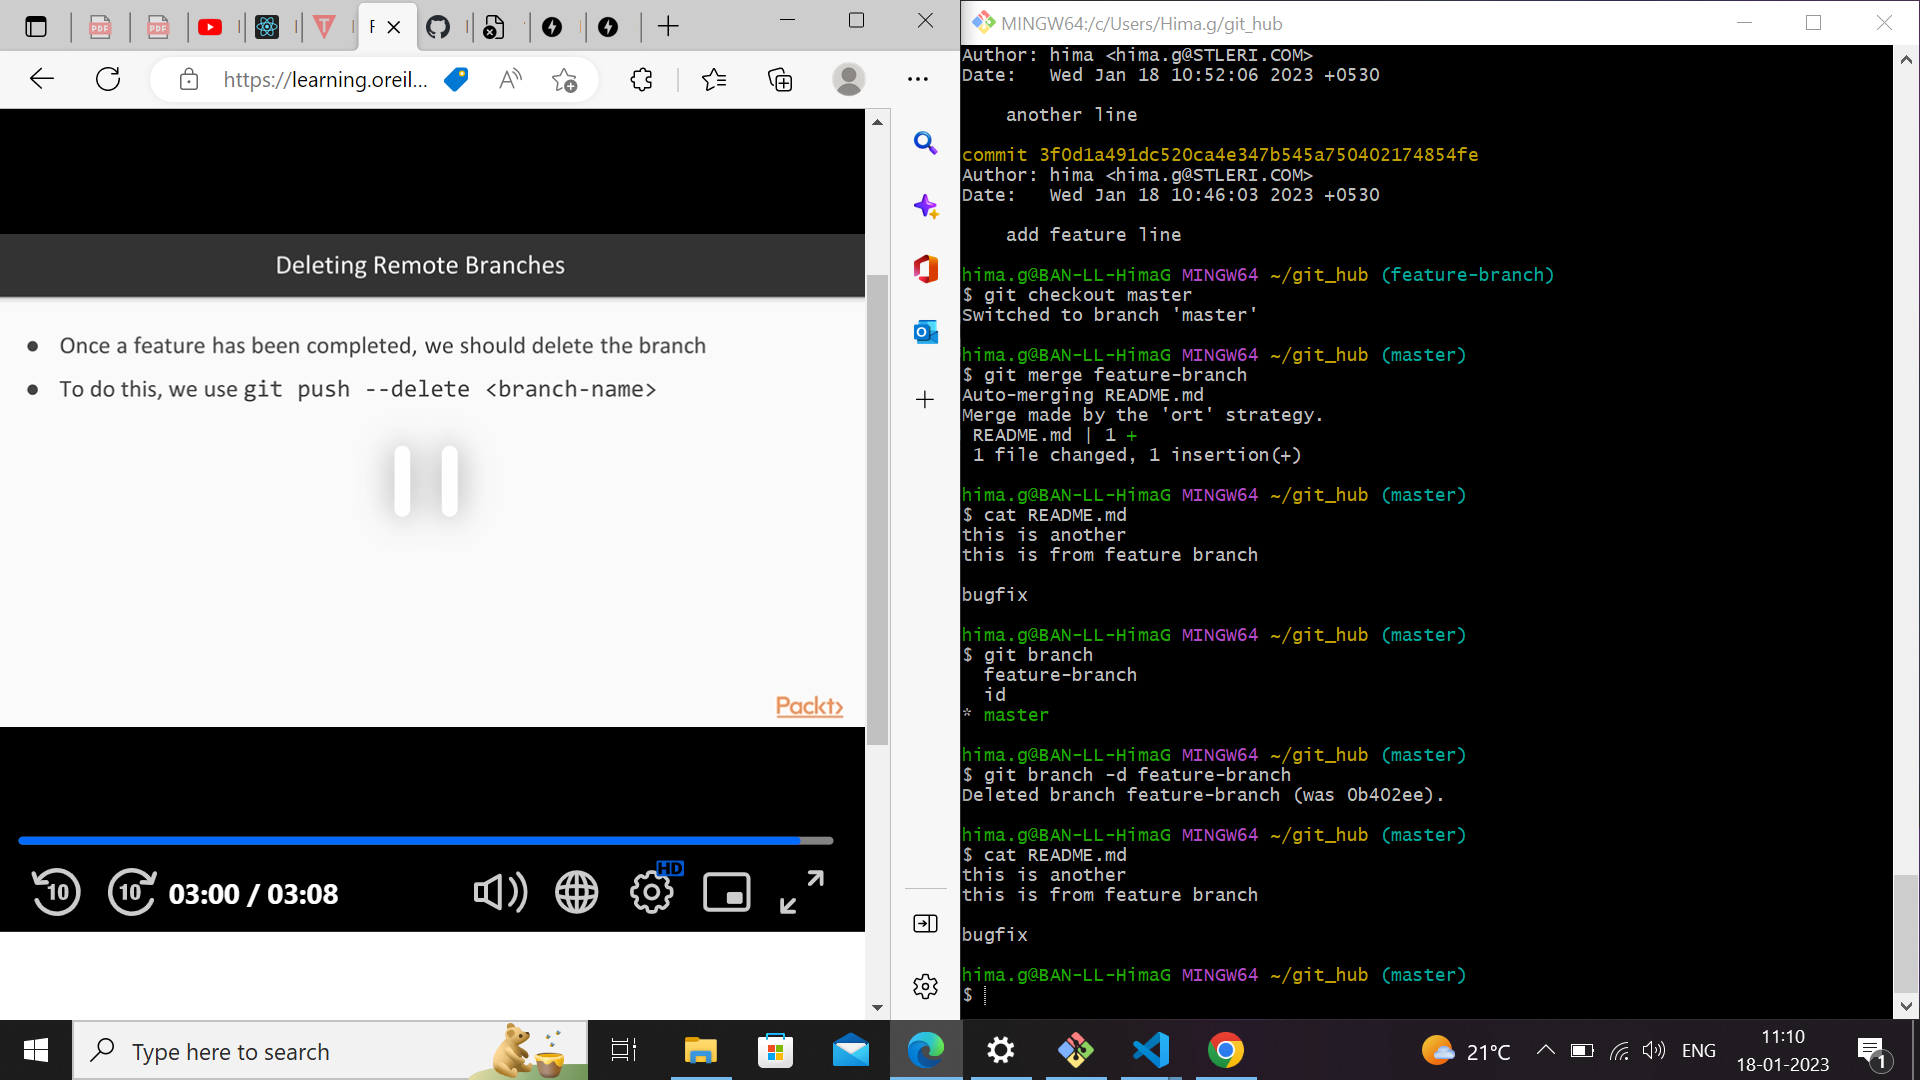 F
https://learning.oreil...
Deleting Remote Branches
● Once a feature has been completed, we should delete the branch
● To do this, we use git push --delete <branch-name>
Packt>
10
10
03:00 / 03:08
HD
MINGW64:/c/Users/Hima.g/git_hub
Author: hima <hima.g@STLERI.COM>
Date:   Wed Jan 18 10:52:06 2023 +0530
another line
commit 3f0d1a491dc520ca4e347b545a750402174854fe
Author: hima <hima.g@STLERI.COM>
Date:   Wed Jan 18 10:46:03 2023 +0530
add feature line
hima.g@BAN-LL-HimaG MINGW64 ~/git_hub (feature-branch)
$ git checkout master
Switched to branch 'master'
hima.g@BAN-LL-HimaG MINGW64 ~/git_hub (master)
$ git merge feature-branch
Auto-merging README.md
Merge made by the 'ort' strategy.
README.md | 1 +
1 file changed, 1 insertion(+)
hima.g@BAN-LL-HimaG MINGW64 ~/git_hub (master)
$ cat README.md
this is another
this is from feature branch
bugfix
hima.g@BAN-LL-HimaG MINGW64 ~/git_hub (master)
$ git branch
feature-branch
id
* master
hima.g@BAN-LL-HimaG MINGW64 ~/git_hub (master)
$ git branch -d feature-branch
Deleted branch feature-branch (was 0b402ee).
hima.g@BAN-LL-HimaG MINGW64 ~/git_hub (master)
$ cat README.md
this is another
this is from feature branch
bugfix
hima.g@BAN-LL-HimaG MINGW64 ~/git_hub (master)
$
Type here to search
21°C
ENG
11:10
18-01-2023
1